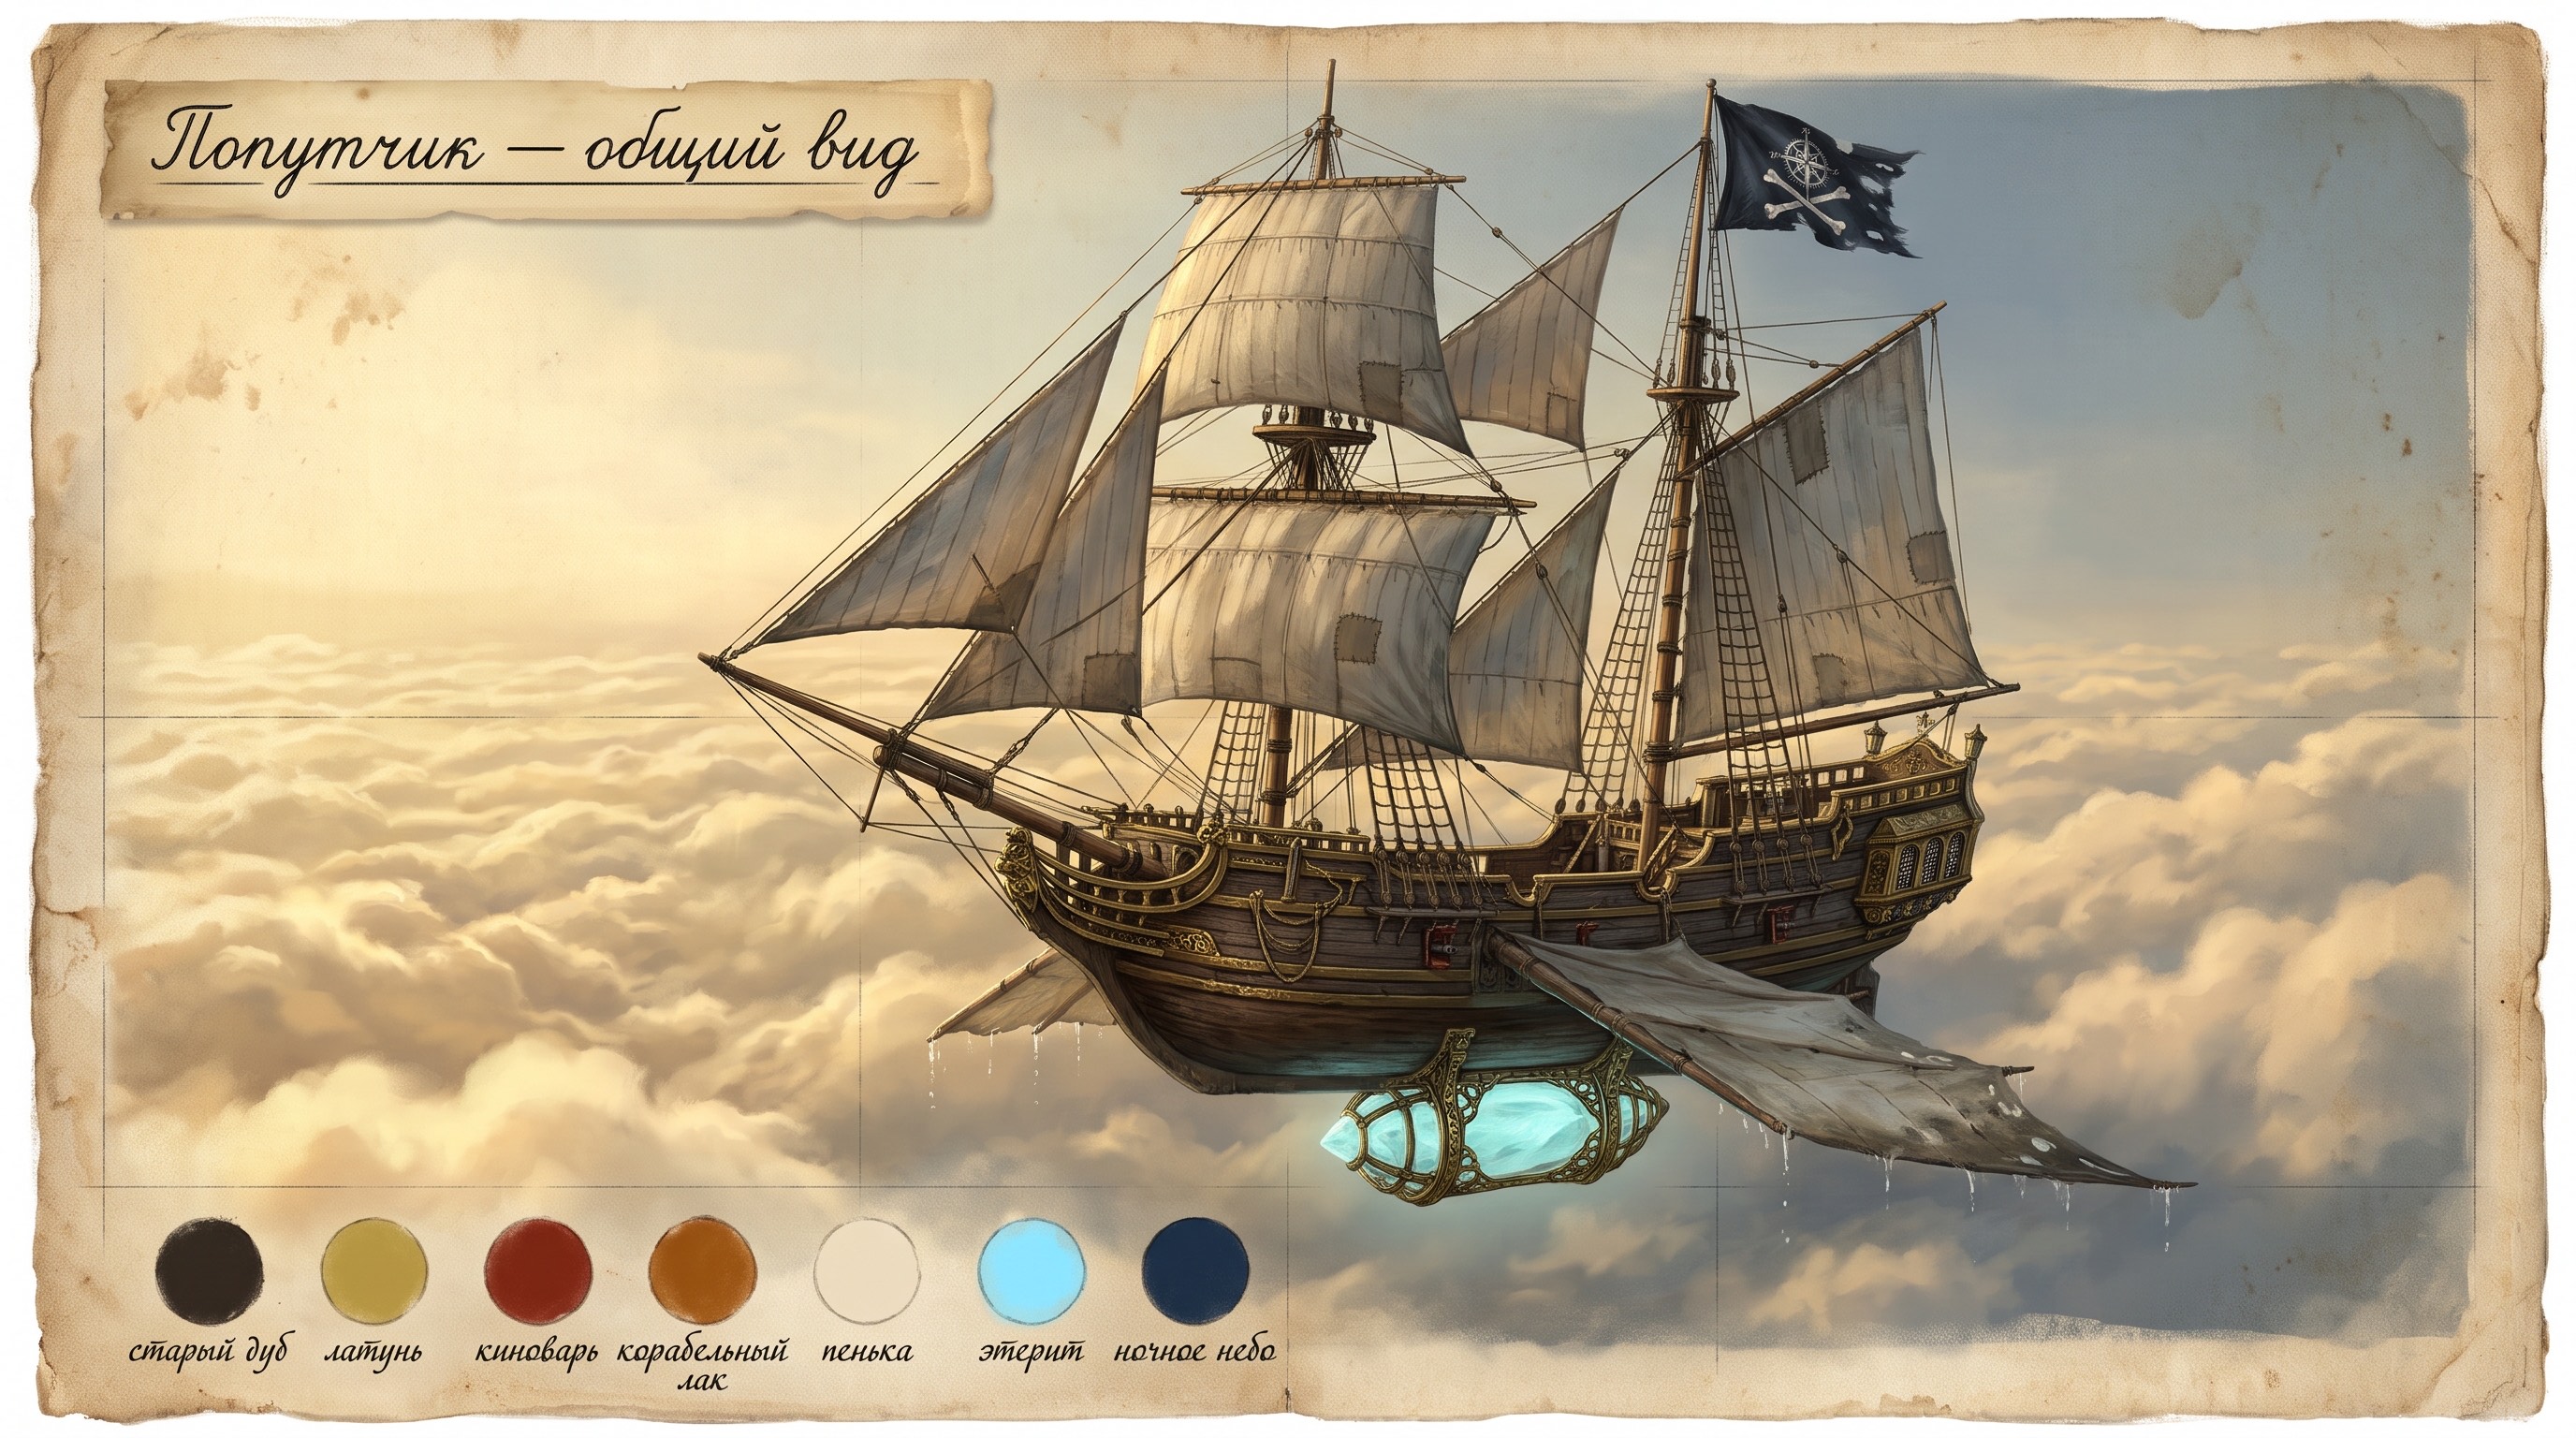 Попутчик — общий вид
старый дуб
латунь
киноварь
корабельный
лак
пенька
этерит
ночное небо